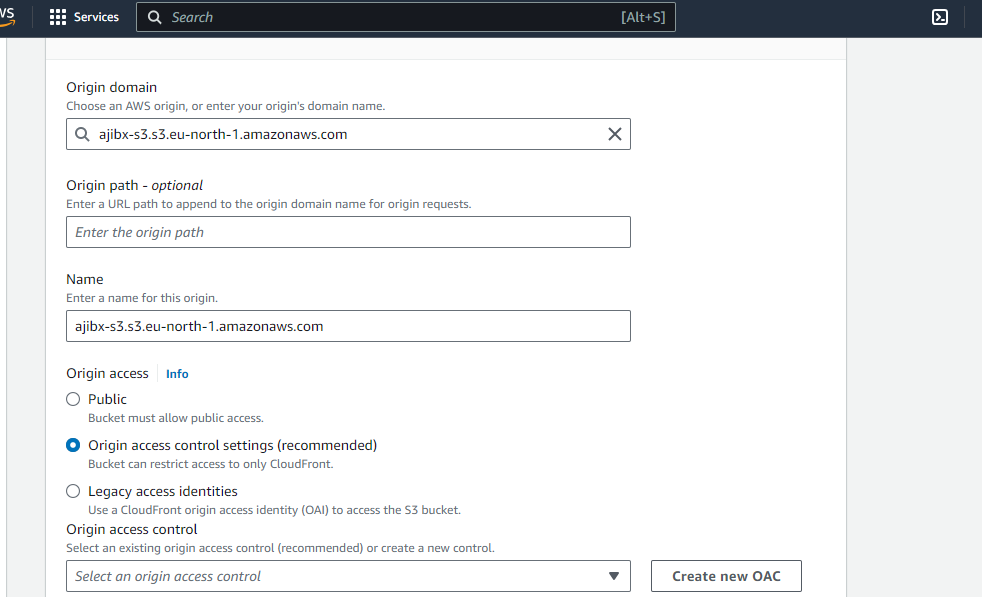 Services
Search
[Alt+S]
Origin domain
Choose an AWS origin, or enter your origin's domain name.
ajibx-s3.s3.eu-north-1.amazonaws.com
Origin path - optional
Enter a URL path to append to the origin domain name for origin requests.
Enter the origin path
Name
Enter a name for this origin.
ajibx-s3.s3.eu-north-1.amazonaws.com
Origin access
Info
Public
Bucket must allow public access.
Origin access control settings (recommended)
Bucket can restrict access to only CloudFront.
Legacy access identities
Use a CloudFront origin access identity (OAI) to access the S3 bucket.
Origin access control
Select an existing origin access control (recommended) or create a new control.
Select an origin access control
Create new OAC